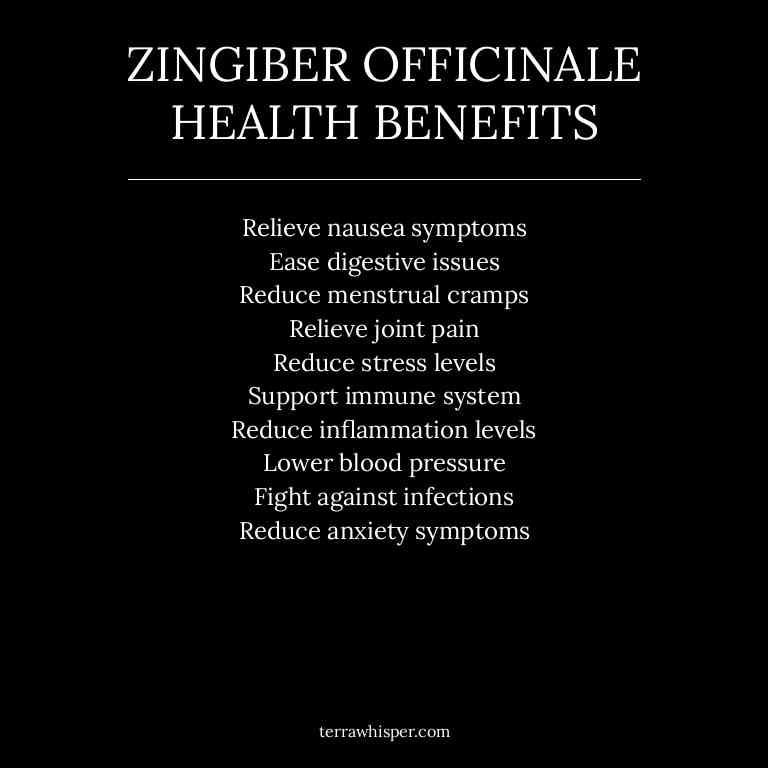 ZINGIBER OFFICINALE
HEALTH BENEFITS
Relieve nausea symptoms
Ease digestive issues
Reduce menstrual cramps
Relieve joint pain
Reduce stress levels
Support immune system
Reduce inflammation levels
Lower blood pressure
Fight against infections
Reduce anxiety symptoms
terrawhisper.com